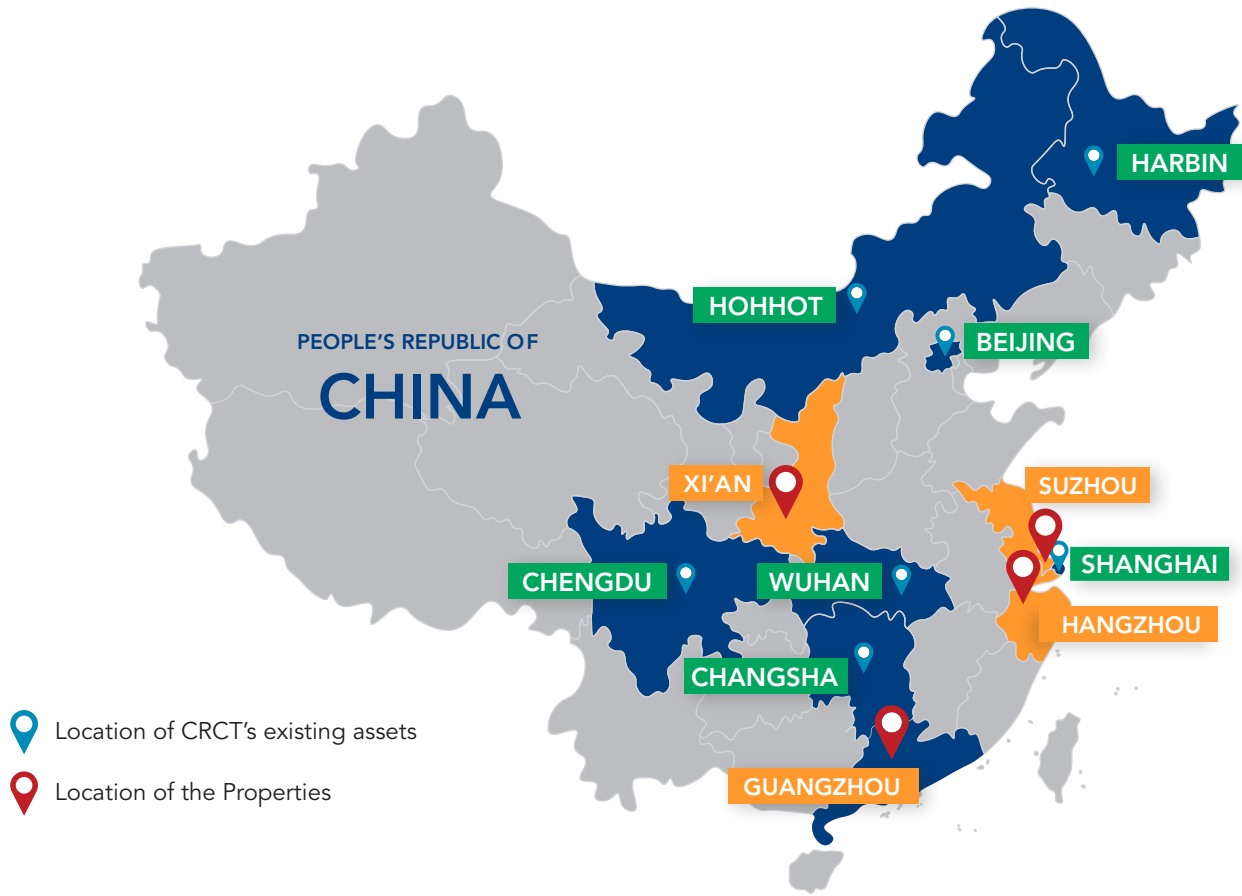 HARBIN
HOHHOT
BEIJING
PEOPLE'S REPUBLIC OF
CHINA
XI'AN
SUZHOU
SHANGHAI
CHENGDU
WUHAN
HANGZHOU
CHANGSHA
Location of CRCT's existing assets
Location of the Properties
GUANGZHOU